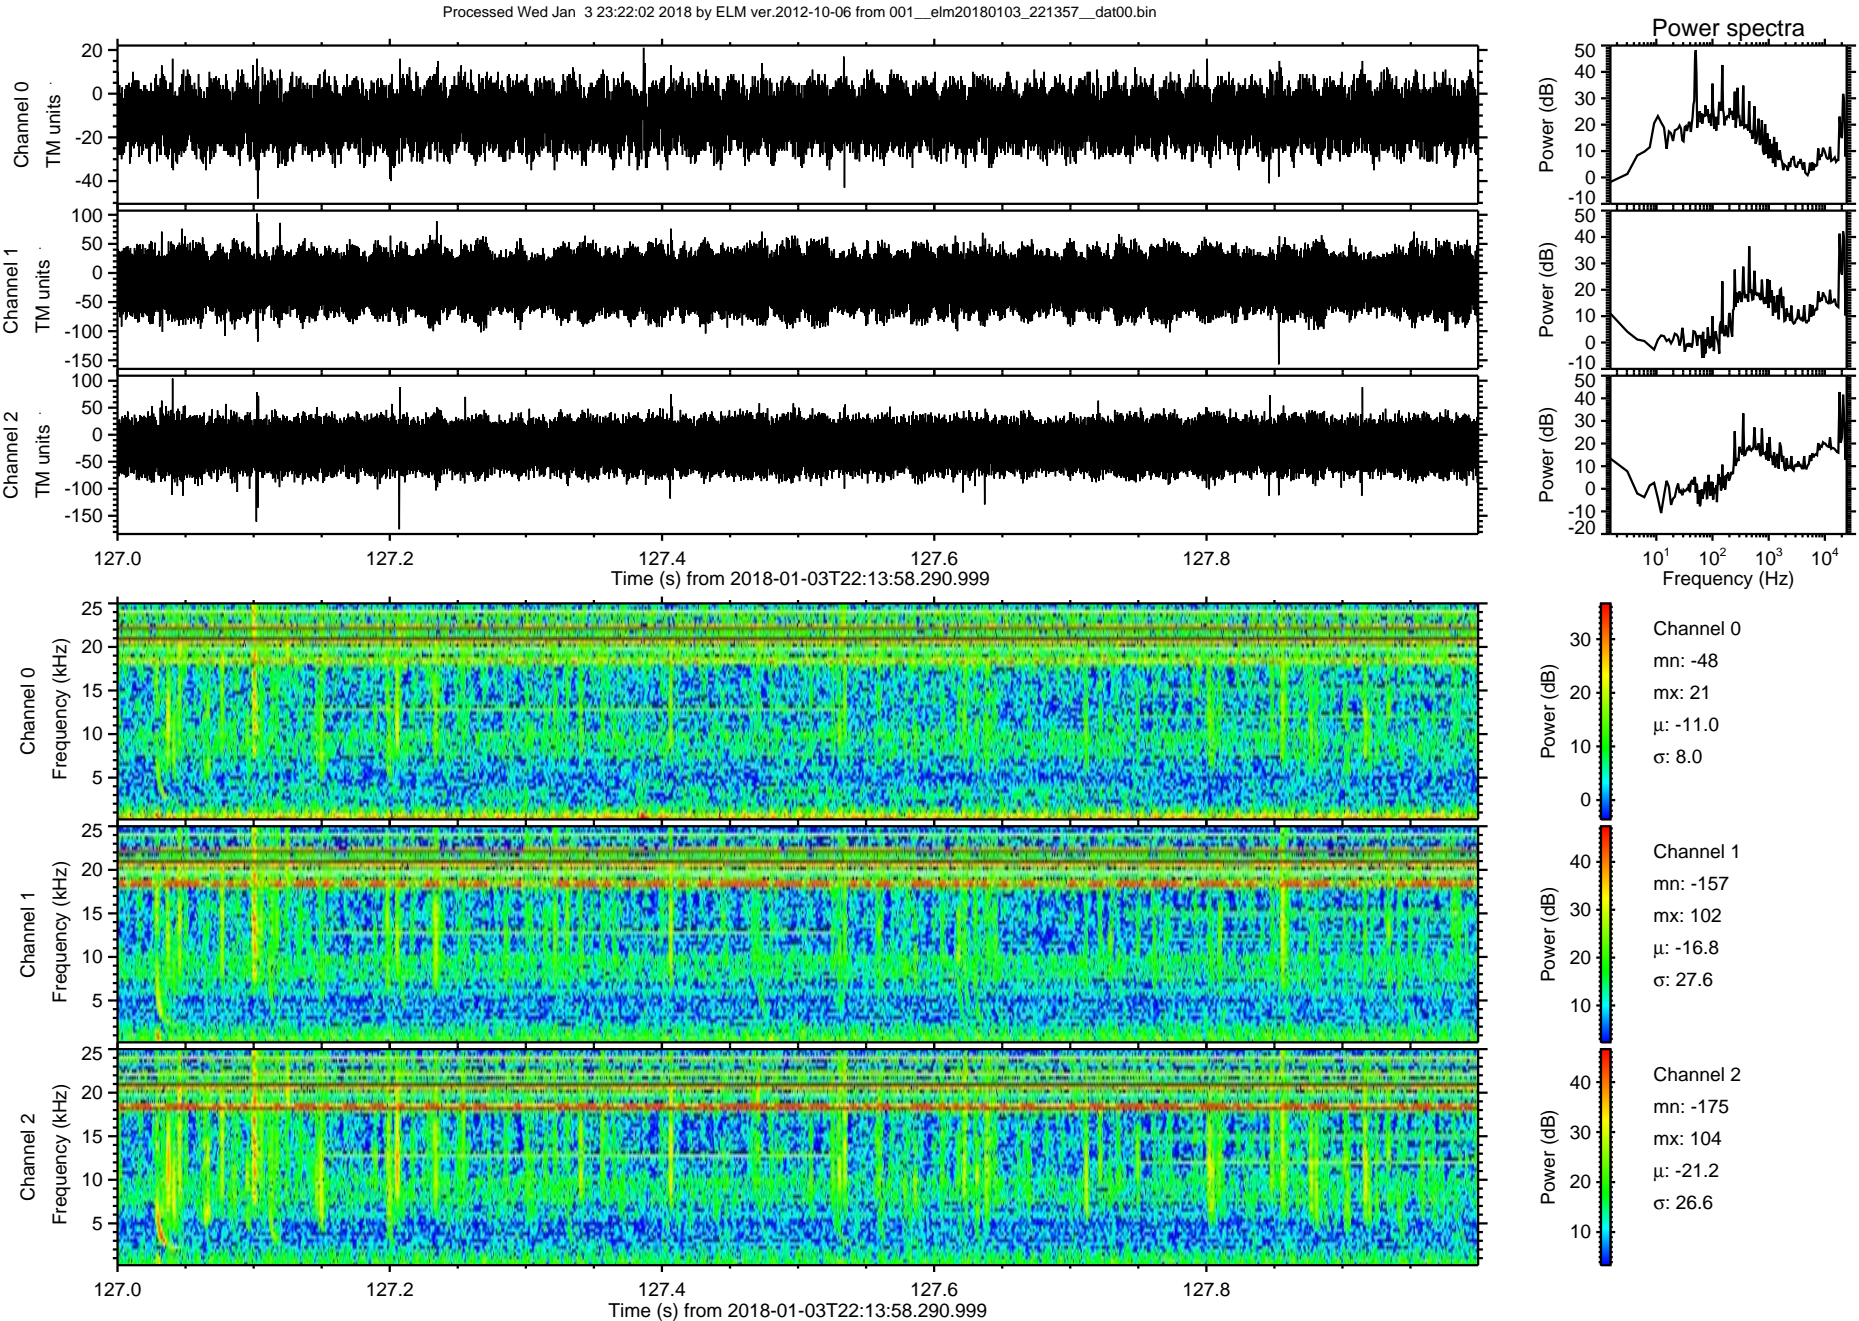 Processed Wed Jan  3 23:22:02 2018 by ELM ver.2012-10-06 from 001__elm20180103_221357__dat00.bin
Power spectra
Channel 0
TM units
20
0
-20
-40
Power (dB)
50
40
30
20
10
0
-10
Channel 1
TM units
100
50
0
-50
-100
-150
Power (dB)
50
40
30
20
10
0
-10
Channel 2
TM units
100
50
0
-50
-100
-150
Power (dB)
50
40
30
20
10
0
-10
-20
127.0 127.2 127.4 127.6 127.8
Time (s) from 2018-01-03T22:13:58.290.999
10¹ 10² 10³ 10⁴
Frequency (Hz)
Channel 0
Frequency (kHz)
25
20
15
10
5
Power (dB)
30
20
10
0
Channel 0
mn: -48
mx: 21
µ: -11.0
σ: 8.0
Channel 1
Frequency (kHz)
25
20
15
10
5
Power (dB)
40
30
20
10
Channel 1
mn: -157
mx: 102
µ: -16.8
σ: 27.6
Channel 2
Frequency (kHz)
25
20
15
10
5
Power (dB)
40
30
20
10
Channel 2
mn: -175
mx: 104
µ: -21.2
σ: 26.6
127.0 127.2 127.4 127.6 127.8
Time (s) from 2018-01-03T22:13:58.290.999